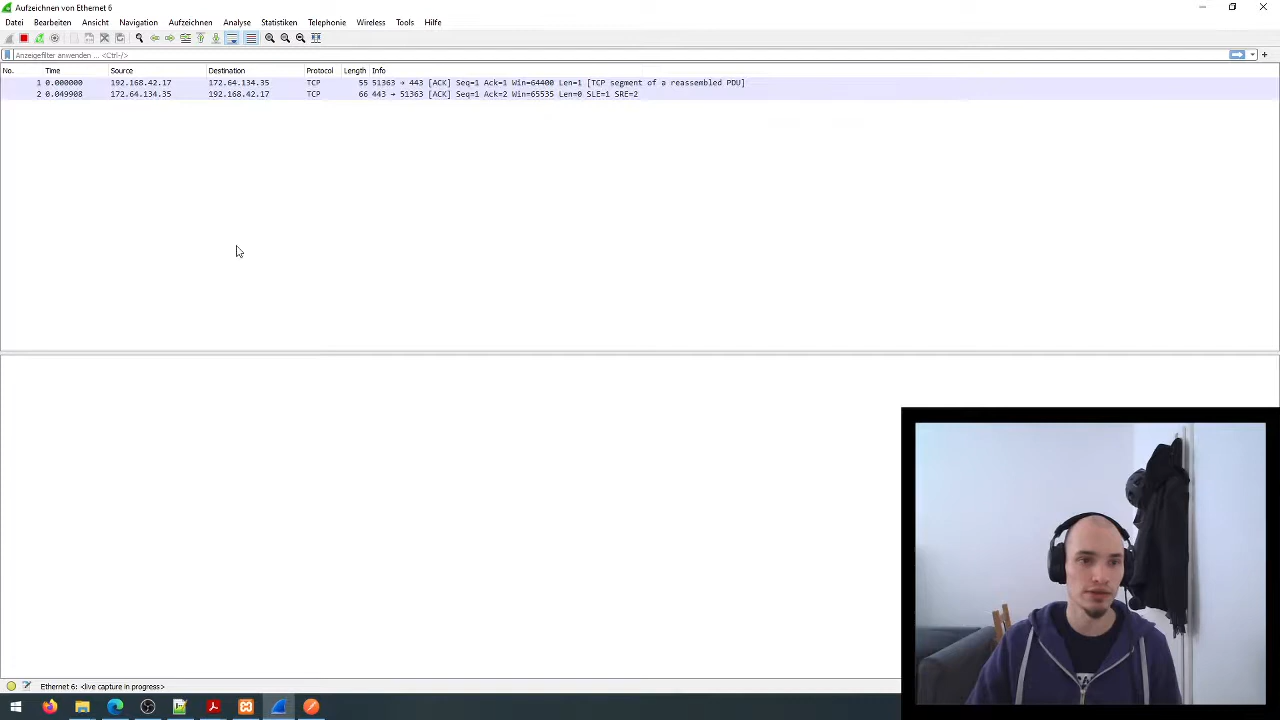 Aufzeichnen von Ethernet 6
Datei Bearbeiten Ansicht Navigation Aufzeichnen Analyse Statistiken Telephonie Wireless Tools Hilfe
Anzeigefilter anwenden ... <Ctrl-/>
No. Time Source Destination Protocol Length Info
1 0.000000 192.168.42.17 172.64.134.35 TCP 55 51363 → 443 [ACK] Seq=1 Ack=1 Win=64400 Len=1 [TCP segment of a reassembled PDU]
2 0.049908 172.64.134.35 192.168.42.17 TCP 66 443 → 51363 [ACK] Seq=1 Ack=2 Win=65535 Len=0 SLE=1 SRE=2
Ethernet 6: <live capture in progress>